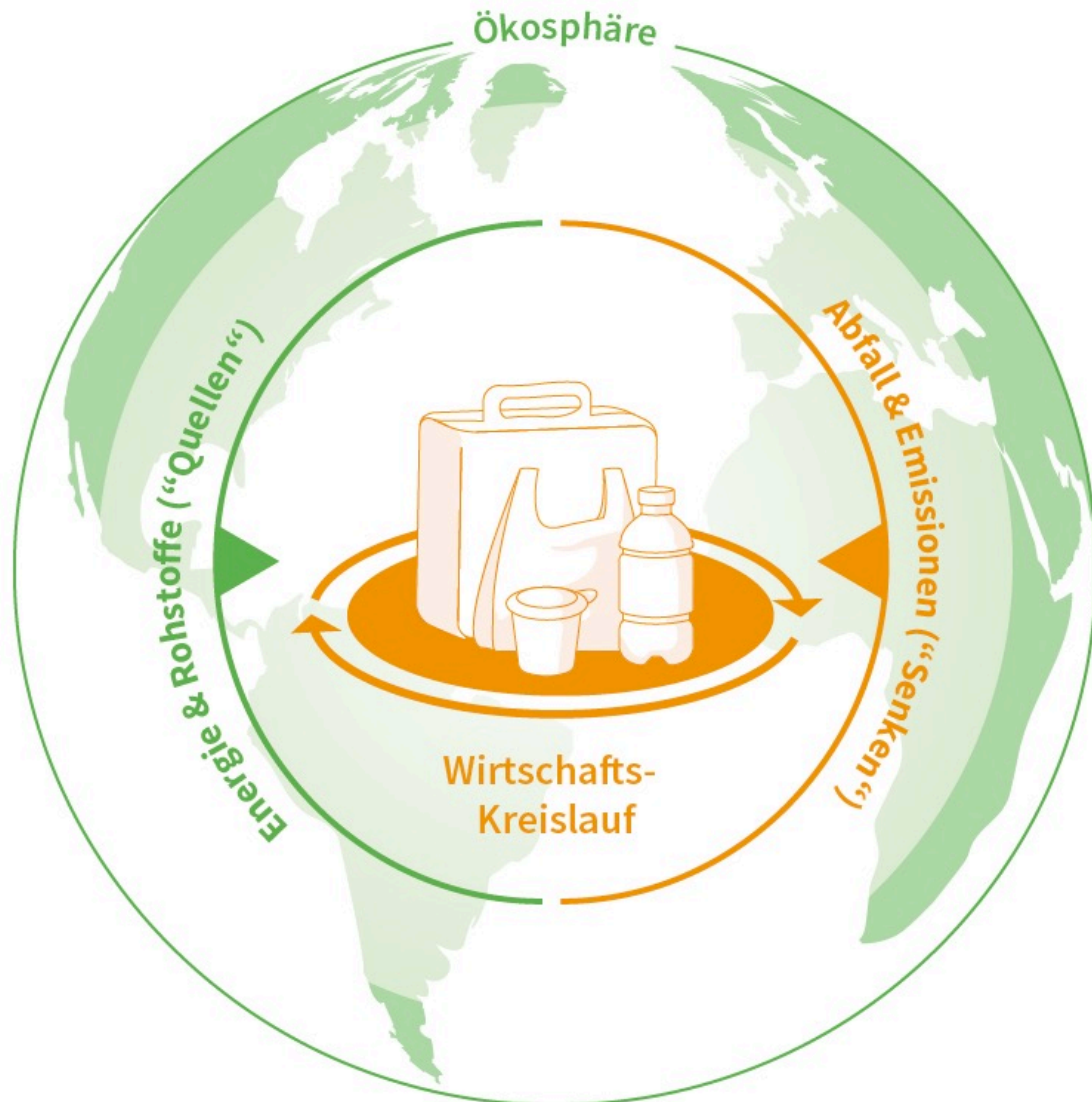 Ökosphäre
Energie & Rohstoffe (“Quellen“)
Abfall & Emissionen (“Senken“)
Wirtschafts-
Kreislauf